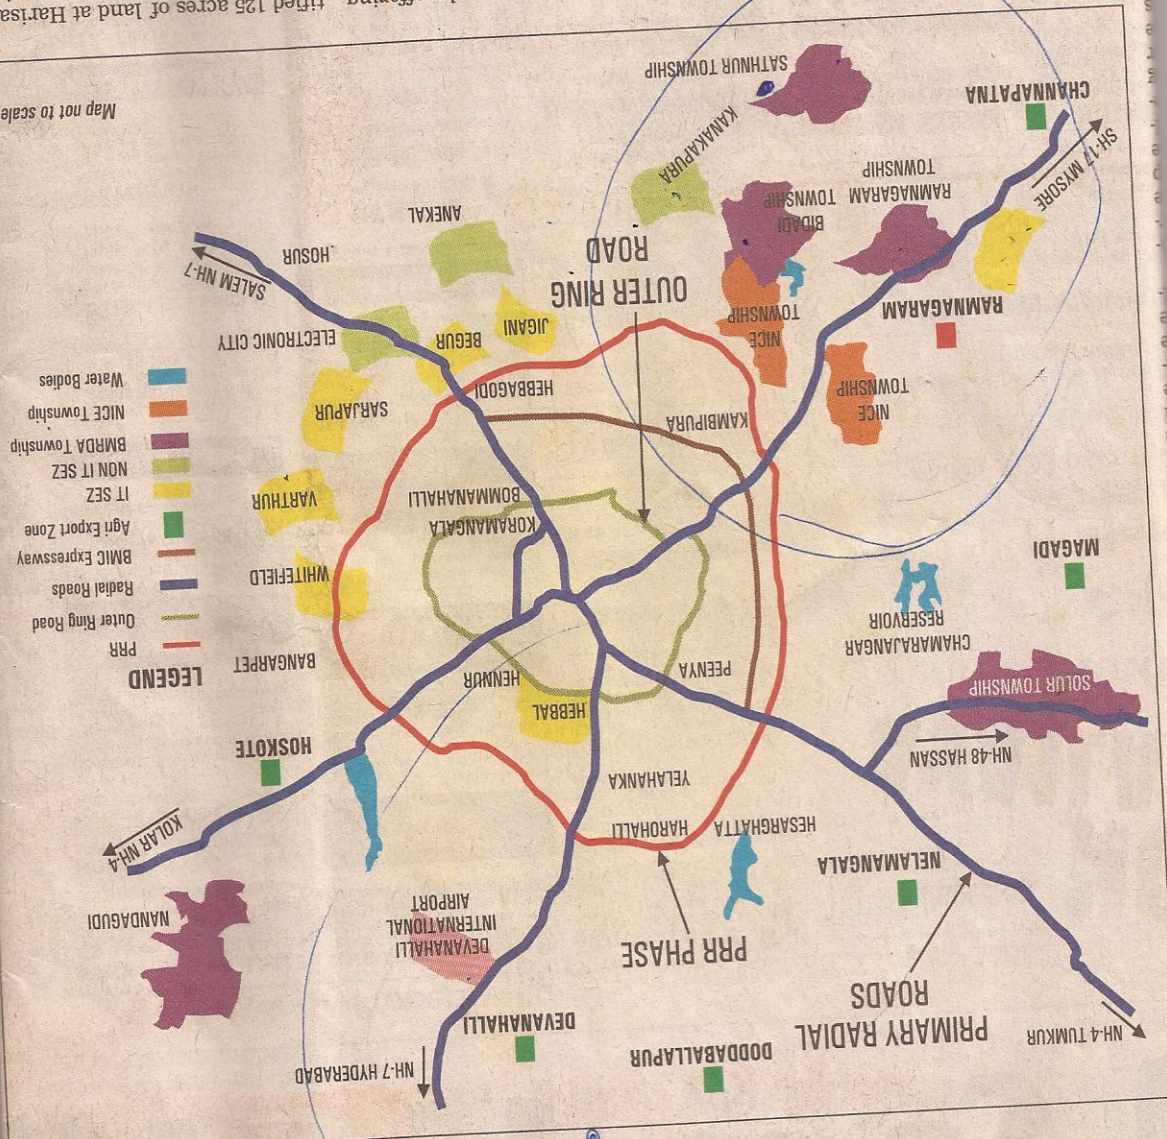 NH-7 HYDERABAD
DODDABALLAPUR
NH-4 TUMKUR
PRIMARY RADIAL
ROADS
DEVANAHALLI
PRR PHASE
DEVANAHALLI
INTERNATIONAL
AIRPORT
NANDAGUDI
NELAMANGALA
KOLAR NH-4
HESARGHATTA
HAROHALLI
YELAHANKA
HOSKOTE
NH-48 HASSAN
HEBBAL
SOLUR TOWNSHIP
PEENYA
HENNUR
BANGARPET
CHAMARAJANGAR
RESERVOIR
MAGADI
WHITEFIELD
KORAMANGALA
BOMMANAHALLI
VARTHUR
KAMBIPURA
SARJAPUR
HEBBAGODI
NICE
TOWNSHIP
NICE
TOWNSHIP
BEGUR
JIGANI
ELECTRONIC CITY
RAMNAGARAM
OUTER RING
ROAD
SALEM NH-7
HOSUR
BIDADI
TOWNSHIP
RAMNAGARAM
TOWNSHIP
ANEKAL
KANAKAPURA
SH-17 MYSORE
CHANNAPATNA
SATHNUR TOWNSHIP
LEGEND
PRR
Outer Ring Road
Radial Roads
BMIC Expressway
Agri Export Zone
IT SEZ
NON IT SEZ
BMRDA Township
NICE Township
Water Bodies
Map not to scale
tified 125 acres of land at Harisa